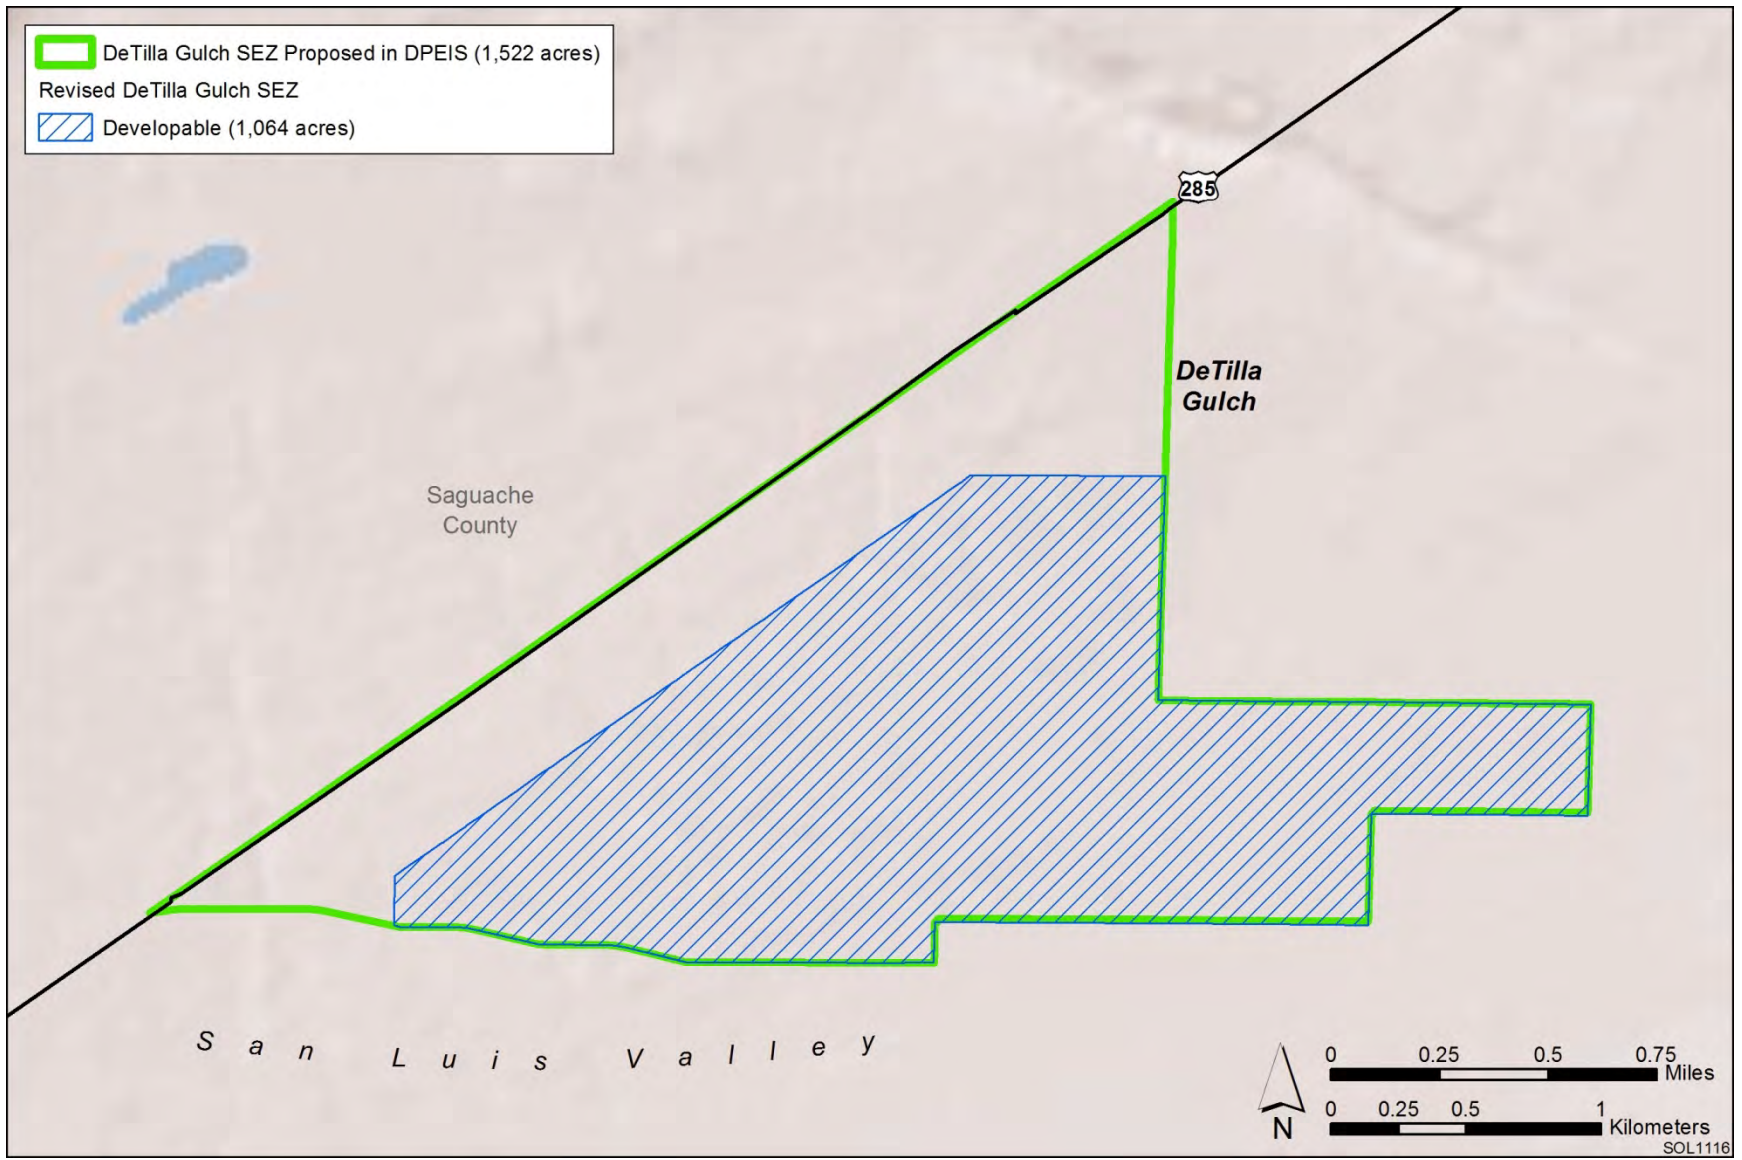 DeTilla Gulch SEZ Proposed in DPEIS (1,522 acres)
Revised DeTilla Gulch SEZ
Developable (1,064 acres)
285
DeTilla
Gulch
Saguache
County
San Luis Valley
0 0.25 0.5 0.75
Miles
0 0.25 0.5 1
Kilometers
N
SOL1116